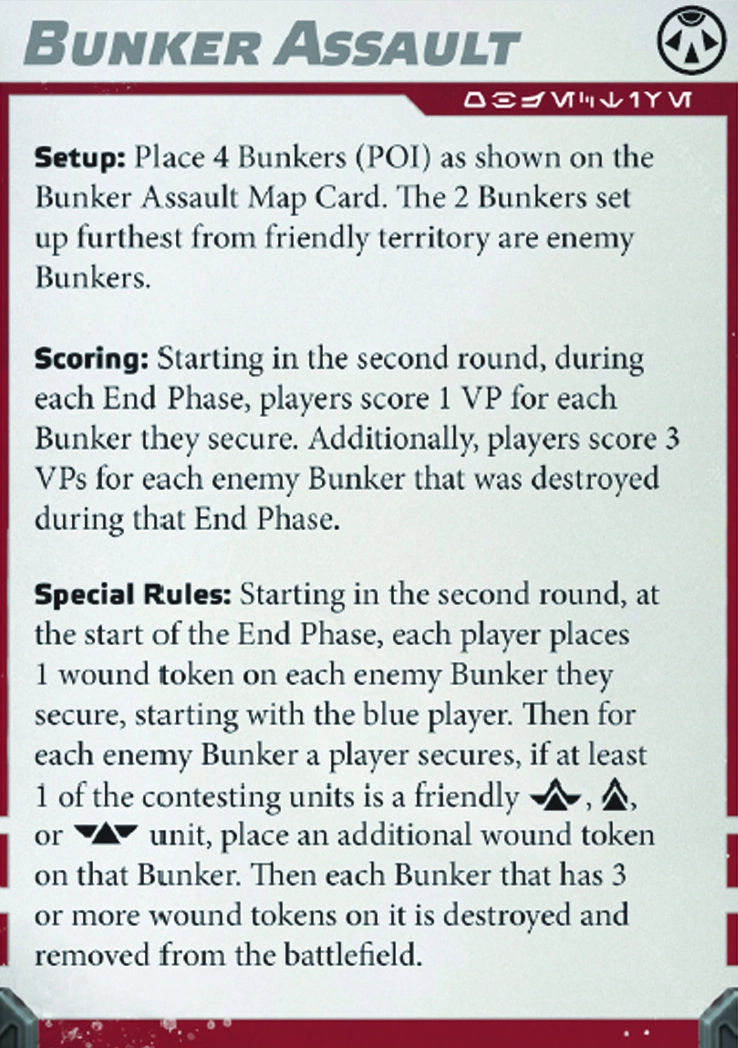 BUNKER ASSAULT
Setup: Place 4 Bunkers (POI) as shown on the
Bunker Assault Map Card. The 2 Bunkers set
up furthest from friendly territory are enemy
Bunkers.
Scoring: Starting in the second round, during
each End Phase, players score 1 VP for each
Bunker they secure. Additionally, players score 3
VPs for each enemy Bunker that was destroyed
during that End Phase.
Special Rules: Starting in the second round, at
the start of the End Phase, each player places
1 wound token on each enemy Bunker they
secure, starting with the blue player. Then for
each enemy Bunker a player secures, if at least
1 of the contesting units is a friendly , ,
or unit, place an additional wound token
on that Bunker. Then each Bunker that has 3
or more wound tokens on it is destroyed and
removed from the battlefield.